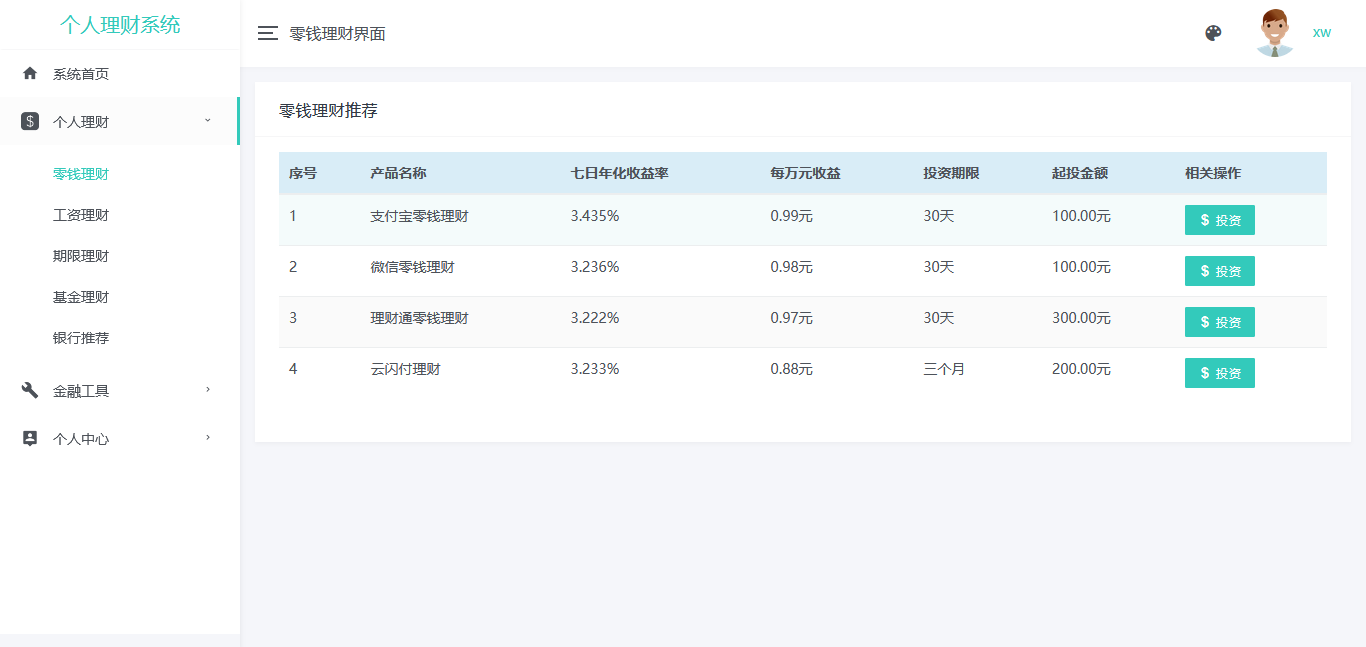 个人理财系统
零钱理财界面
xw
系统首页
个人理财
零钱理财
工资理财
期限理财
基金理财
银行推荐
金融工具
个人中心
零钱理财推荐
序号 产品名称 七日年化收益率 每万元收益 投资期限 起投金额 相关操作
1 支付宝零钱理财 3.435% 0.99元 30天 100.00元 $ 投资
2 微信零钱理财 3.236% 0.98元 30天 100.00元 $ 投资
3 理财通零钱理财 3.222% 0.97元 30天 300.00元 $ 投资
4 云闪付理财 3.233% 0.88元 三个月 200.00元 $ 投资